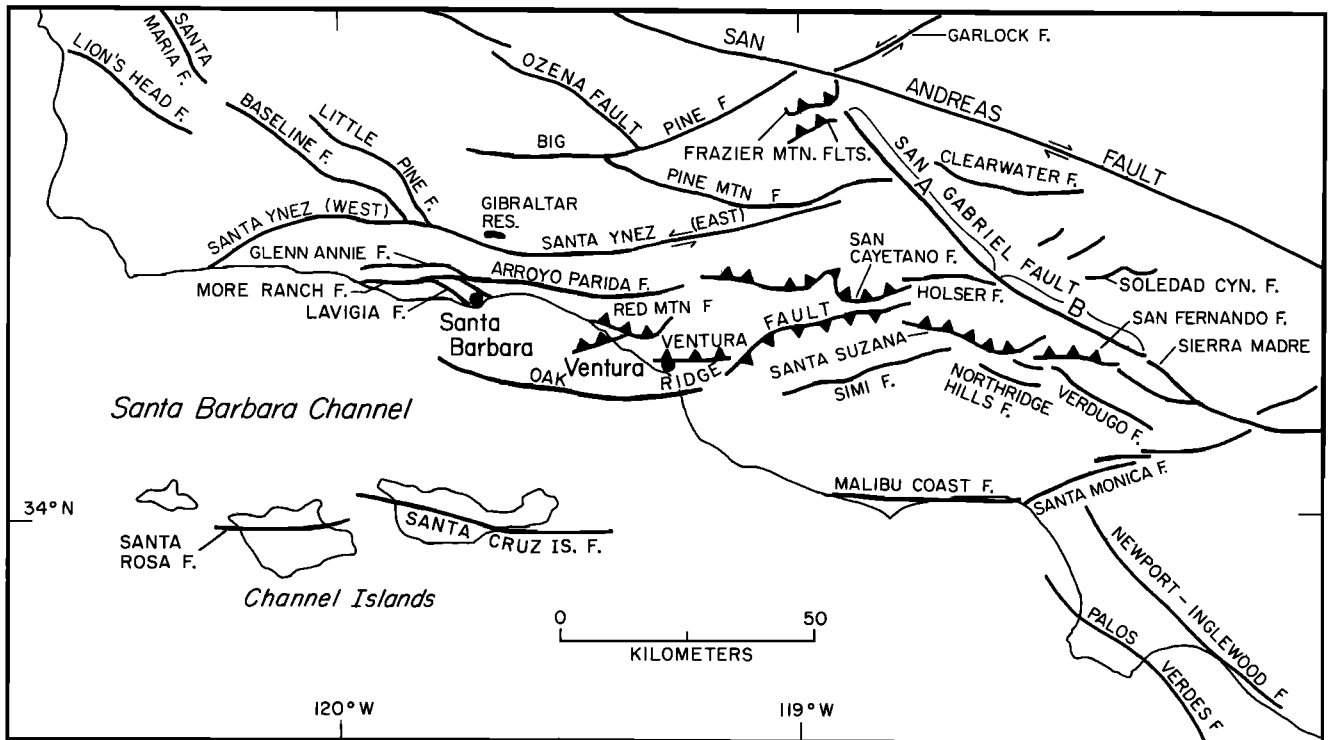 SANTA
MARIA F.
LION'S HEAD F.
BASELINE F.
LITTLE
PINE F.
OZENA FAULT
BIG
PINE F
SAN
ANDREAS
FAULT
GARLOCK F.
FRAZIER MTN. FLTS.
PINE MTN F
SAN
GABRIEL FAULT
A
B
CLEARWATER F.
SANTA YNEZ (WEST)
GIBRALTAR
RES.
SANTA YNEZ (EAST)
GLENN ANNIE F.
ARROYO PARIDA F.
MORE RANCH F.
LAVIGIA F.
Santa
Barbara
RED MTN F
SAN
CAYETANO F.
HOLSER F.
SOLEDAD CYN. F.
SAN FERNANDO F.
SIERRA MADRE
Ventura
VENTURA
OAK
RIDGE
FAULT
SANTA SUZANA
SIMI F.
NORTHRIDGE
HILLS F.
VERDUGO F.
Santa Barbara Channel
MALIBU COAST F.
SANTA MONICA F.
34°N
SANTA
ROSA F.
SANTA
CRUZ IS. F.
Channel Islands
NEWPORT-INGLEWOOD F
PALOS
VERDES F
0 50
KILOMETERS
120°W
119°W